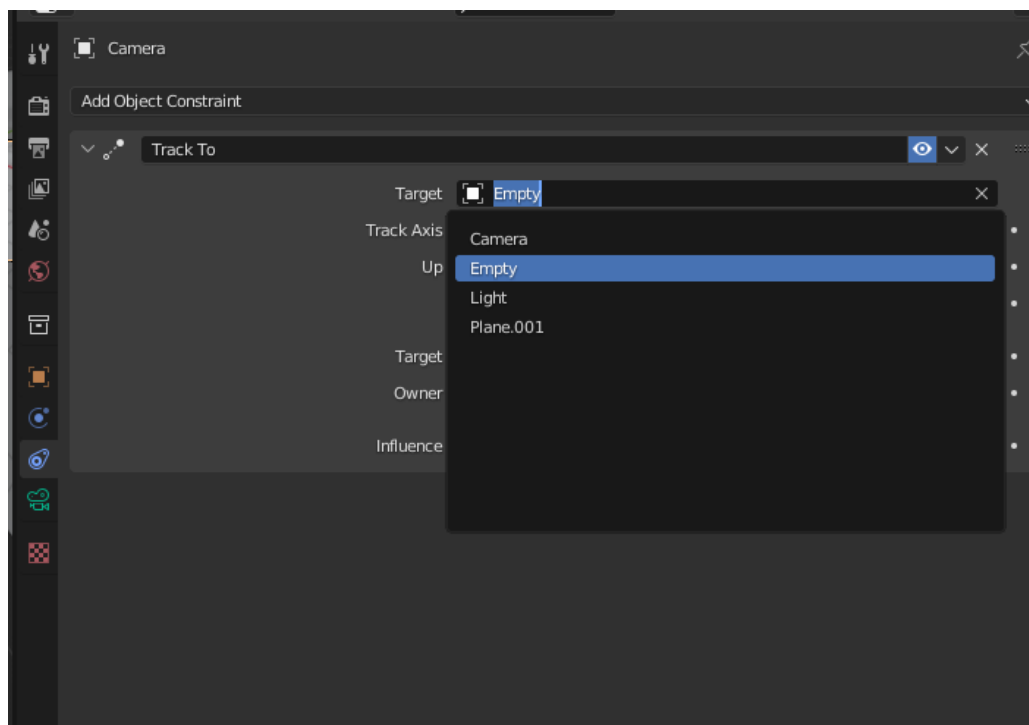 Camera
Add Object Constraint
Track To
Target Empty
Track Axis
Camera
Up
Empty
Light
Plane.001
Target
Owner
Influence